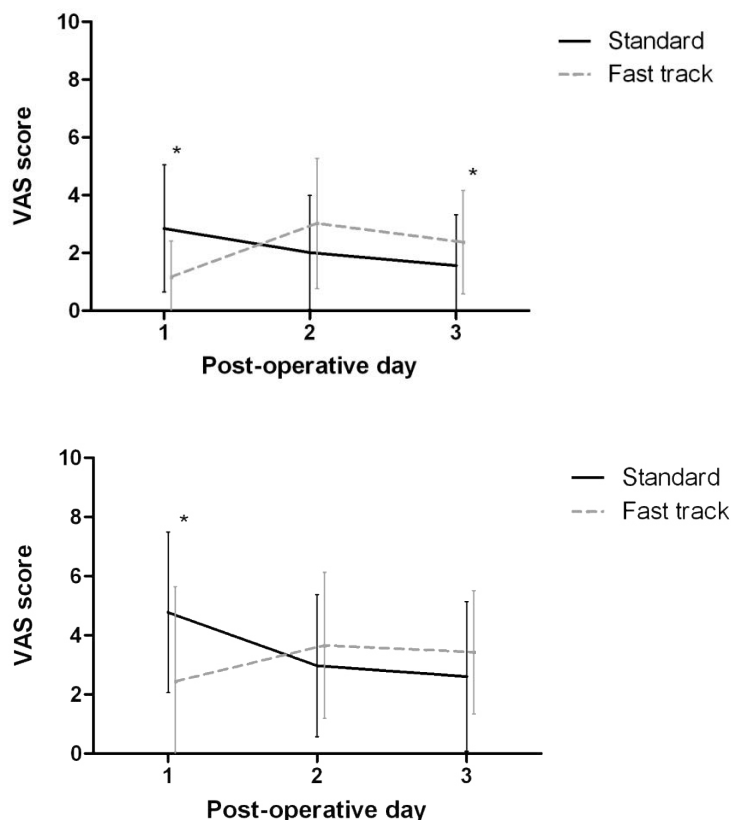 10
8
6
4
2
0
VAS score
*
*
1 2 3
Post-operative day
Standard
Fast track
10
8
6
4
2
0
VAS score
*
1 2 3
Post-operative day
Standard
Fast track